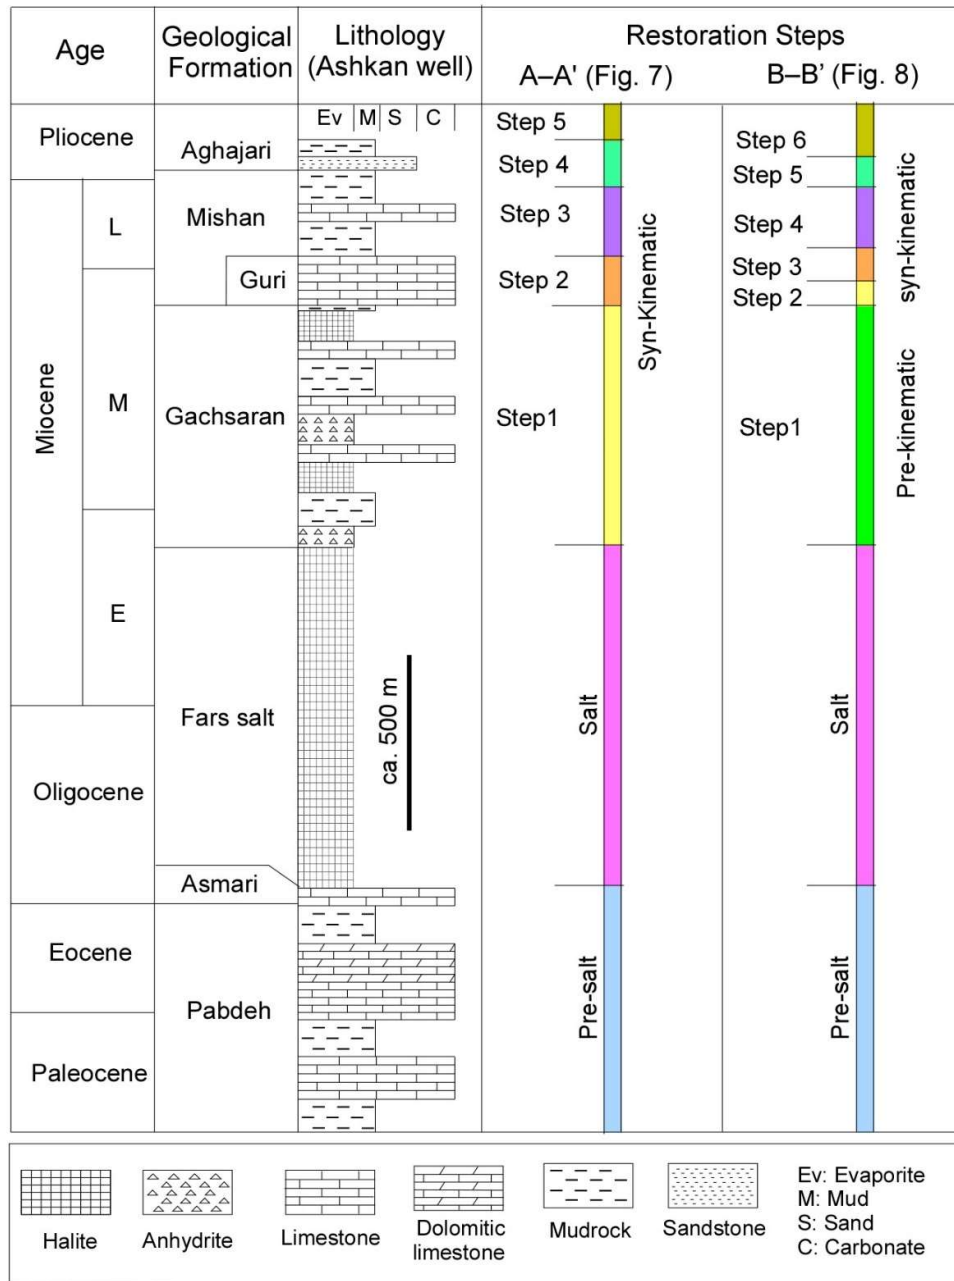 Age
Geological
Formation
Lithology
(Ashkan well)
Restoration Steps
A–A' (Fig. 7)
B–B’ (Fig. 8)
Ev M S C
Pliocene
Miocene
L
M
E
Oligocene
Eocene
Paleocene
Aghajari
Mishan
Guri
Gachsaran
Fars salt
Asmari
Pabdeh
ca. 500 m
Step 5
Step 4
Step 3
Step 2
Step1
Syn-Kinematic
Salt
Pre-salt
Step 6
Step 5
Step 4
Step 3
Step 2
Step1
syn-kinematic
Pre-kinematic
Salt
Pre-salt
Halite
Anhydrite
Limestone
Dolomitic
limestone
Mudrock
Sandstone
Ev: Evaporite
M: Mud
S: Sand
C: Carbonate